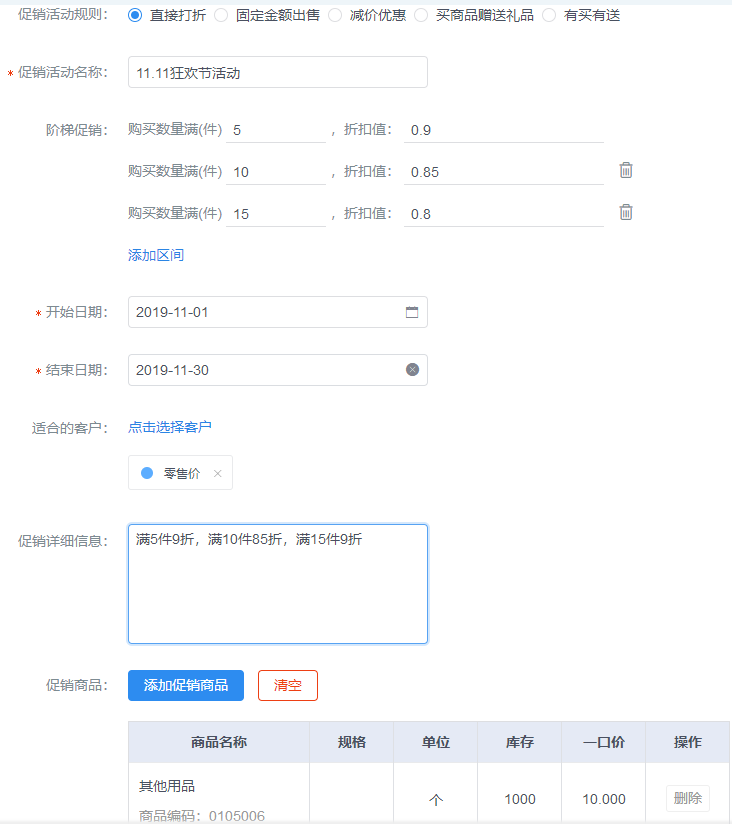 促销活动规则： 直接打折 固定金额出售 减价优惠 买商品赠送礼品 有买有送
* 促销活动名称： 11.11狂欢节活动
阶梯促销： 购买数量满(件) 5 ，折扣值： 0.9
购买数量满(件) 10 ，折扣值： 0.85
购买数量满(件) 15 ，折扣值： 0.8
添加区间
* 开始日期： 2019-11-01
* 结束日期： 2019-11-30
适合的客户： 点击选择客户
零售价 ×
促销详细信息： 满5件9折，满10件85折，满15件9折
促销商品： 添加促销商品 清空
商品名称 规格 单位 库存 一口价 操作
其他用品
个 1000 10.000 删除
商品编码：0105006